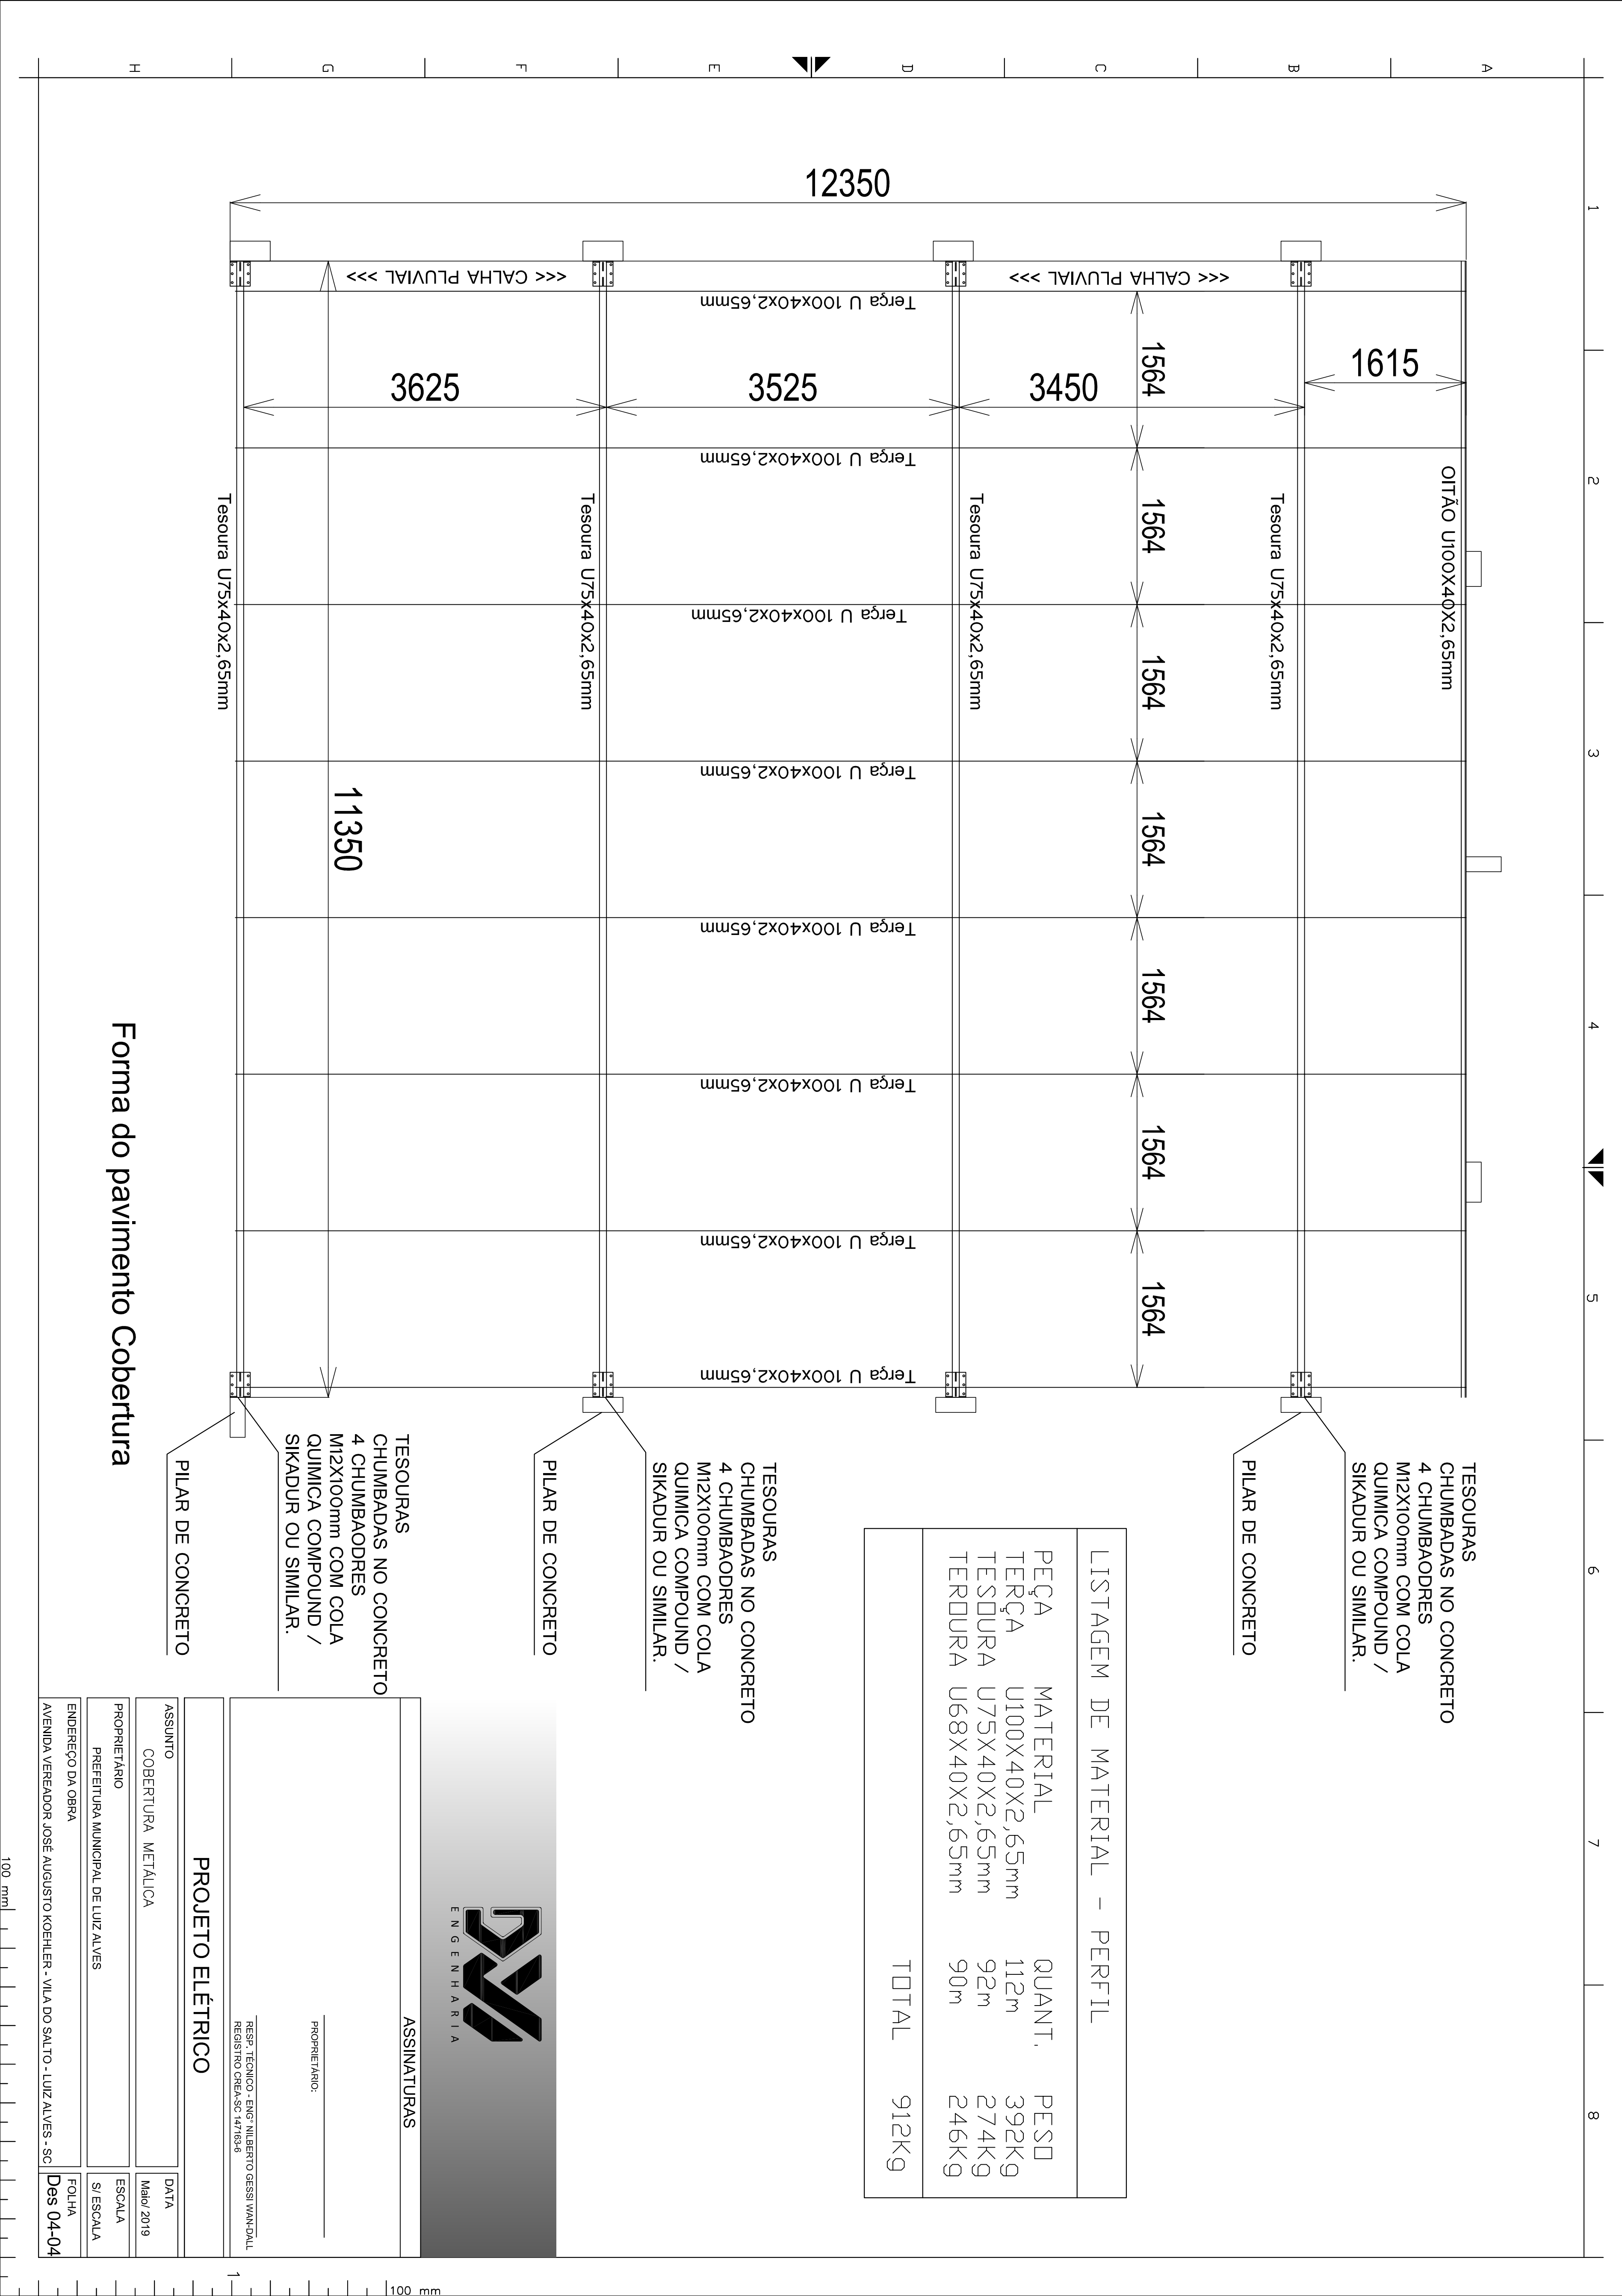 1
2
3
4
5
6
7
8
A
B
C
D
E
F
G
H
12350
11350
1615
3450
3525
3625
<<< CALHA PLUVIAL >>>
<<< CALHA PLUVIAL >>>
1564
1564
1564
1564
1564
1564
1564
OITÃO U100X40X2,65mm
Tesoura U75x40x2,65mm
Tesoura U75x40x2,65mm
Tesoura U75x40x2,65mm
Tesoura U75x40x2,65mm
Terça U 100x40x2,65mm
Terça U 100x40x2,65mm
Terça U 100x40x2,65mm
Terça U 100x40x2,65mm
Terça U 100x40x2,65mm
Terça U 100x40x2,65mm
Terça U 100x40x2,65mm
Terça U 100x40x2,65mm
TESOURAS
CHUMBADAS NO CONCRETO
4 CHUMBAODRES
M12X100mm COM COLA
QUIMICA COMPOUND /
SIKADUR OU SIMILAR.
PILAR DE CONCRETO
TESOURAS
CHUMBADAS NO CONCRETO
4 CHUMBAODRES
M12X100mm COM COLA
QUIMICA COMPOUND /
SIKADUR OU SIMILAR.
PILAR DE CONCRETO
TESOURAS
CHUMBADAS NO CONCRETO
4 CHUMBAODRES
M12X100mm COM COLA
QUIMICA COMPOUND /
SIKADUR OU SIMILAR.
PILAR DE CONCRETO
Forma do pavimento Cobertura
LISTAGEM DE MATERIAL - PERFIL
PEÇA MATERIAL QUANT. PESO
TERÇA U100X40X2,65mm 112m 392Kg
TESOURA U75X40X2,65mm 92m 274Kg
TEROURA U68X40X2,65mm 90m 246Kg
TOTAL 912Kg
ENGENHARIA
ASSINATURAS
PROPRIETÁRIO:
RESP. TÉCNICO - ENG° NILBERTO GESSI WAN-DALL
REGISTRO CREA-SC 147163-6
PROJETO ELÉTRICO
ASSUNTO
COBERTURA METÁLICA
DATA
Maio/ 2019
PROPRIETÁRIO
PREFEITURA MUNICIPAL DE LUIZ ALVES
ESCALA
S/ ESCALA
ENDEREÇO DA OBRA
AVENIDA VEREADOR JOSÉ AUGUSTO KOEHLER - VILA DO SALTO - LUIZ ALVES - SC
FOLHA
Des 04-04
100 mm
1
100 mm